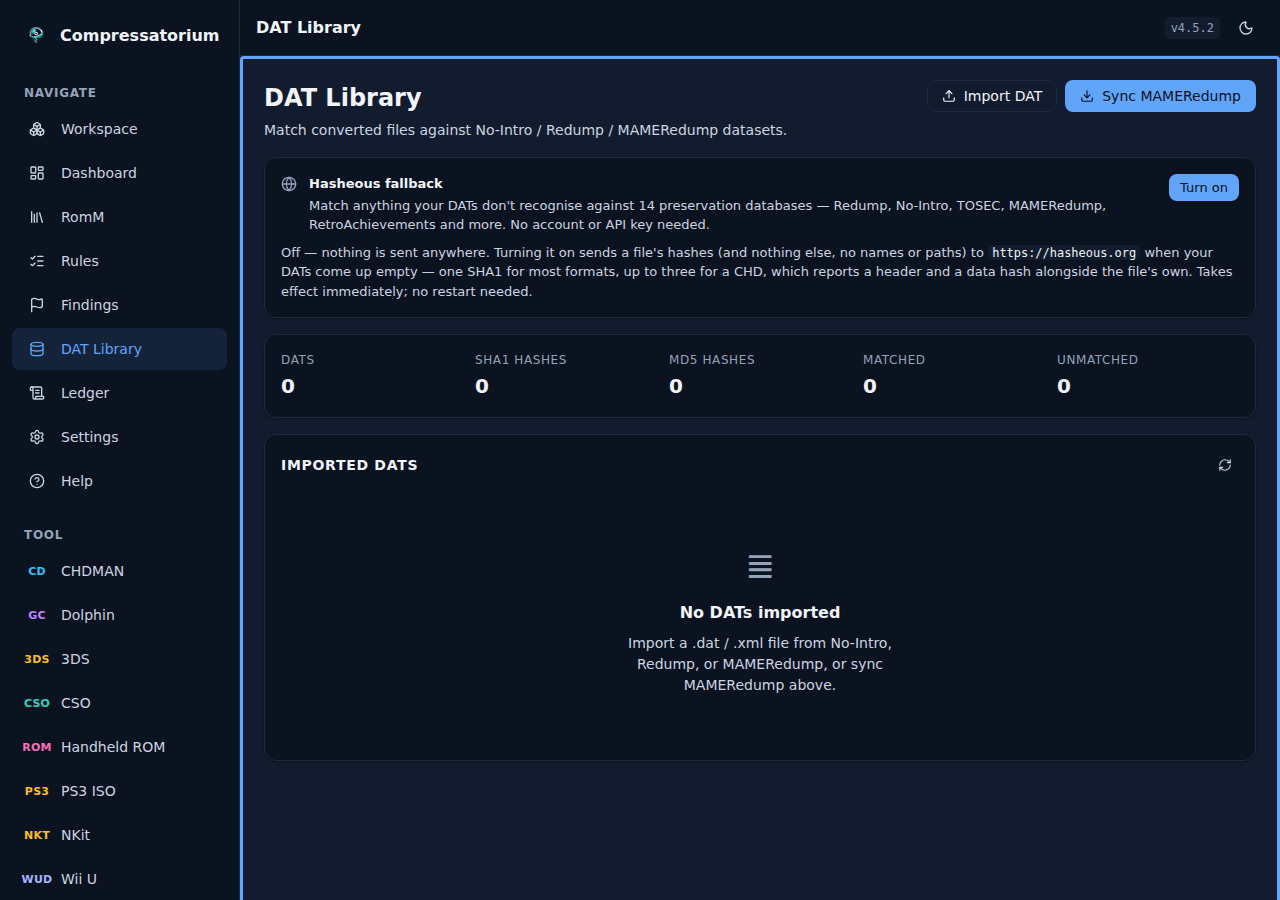 Compressatorium
DAT Library
v4.5.2
NAVIGATE
Workspace
Dashboard
RomM
Rules
Findings
DAT Library
Ledger
Settings
Help
TOOL
CD CHDMAN
GC Dolphin
3DS 3DS
CSO CSO
ROM Handheld ROM
PS3 PS3 ISO
NKT NKit
WUD Wii U
DAT Library
Import DAT
Sync MAMERedump
Match converted files against No-Intro / Redump / MAMERedump datasets.
Hasheous fallback
Turn on
Match anything your DATs don't recognise against 14 preservation databases — Redump, No-Intro, TOSEC, MAMERedump,
RetroAchievements and more. No account or API key needed.
Off — nothing is sent anywhere. Turning it on sends a file's hashes (and nothing else, no names or paths) to https://hasheous.org when your
DATs come up empty — one SHA1 for most formats, up to three for a CHD, which reports a header and a data hash alongside the file's own. Takes
effect immediately; no restart needed.
DATS SHA1 HASHES MD5 HASHES MATCHED UNMATCHED
0 0 0 0 0
IMPORTED DATS
No DATs imported
Import a .dat / .xml file from No-Intro,
Redump, or MAMERedump, or sync
MAMERedump above.